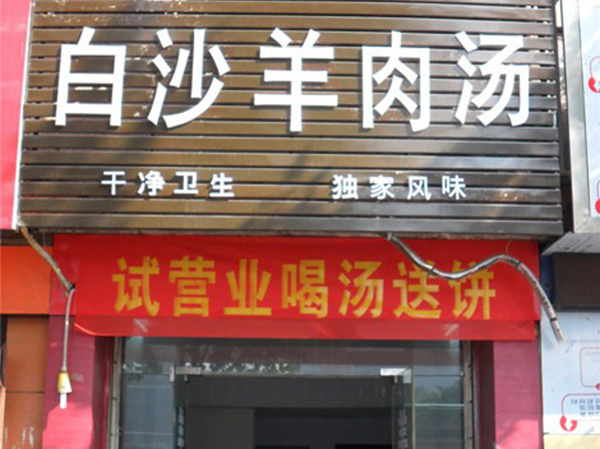 白沙羊肉汤
干净卫生 独家风味
试营业喝汤送饼